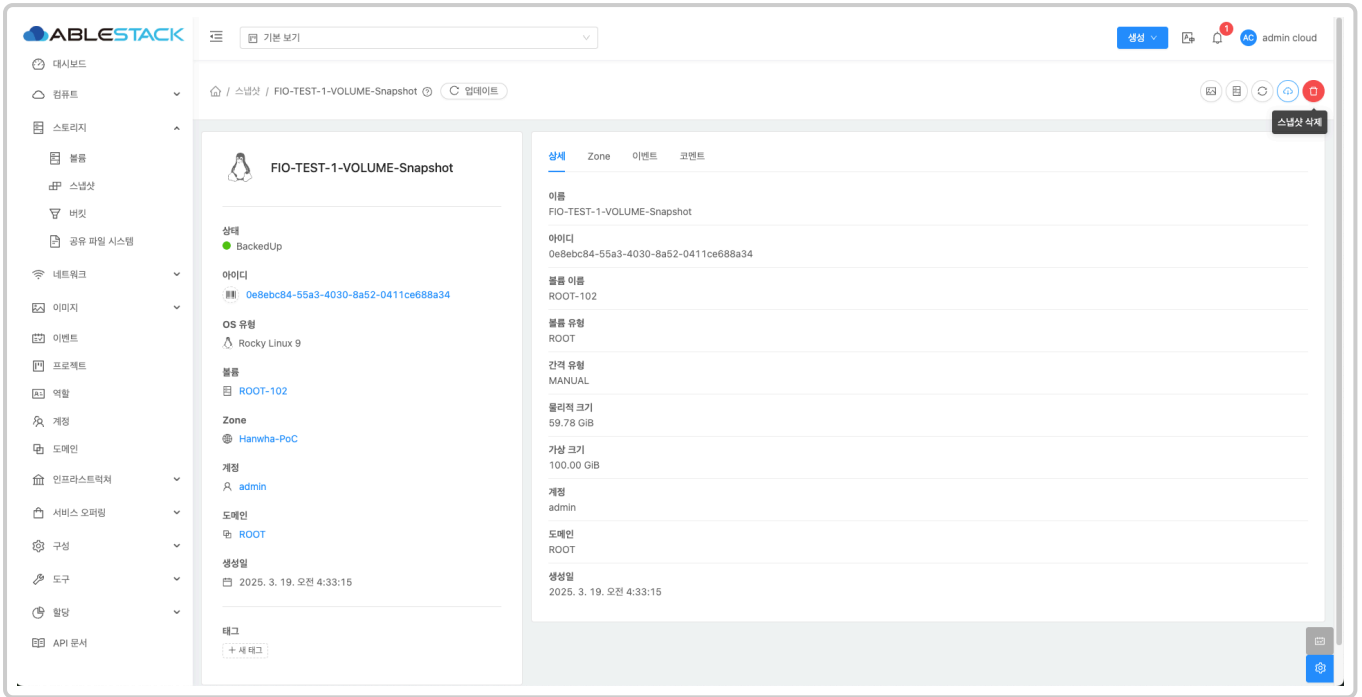 ABLESTACK
기본 보기
생성
1
AC
admin cloud
대시보드
컴퓨트
스토리지
볼륨
스냅샷
버킷
공유 파일 시스템
네트워크
이미지
이벤트
프로젝트
역할
계정
도메인
인프라스트럭쳐
서비스 오퍼링
구성
도구
할당
API 문서
/ 스냅샷 / FIO-TEST-1-VOLUME-Snapshot
업데이트
스냅샷 삭제
FIO-TEST-1-VOLUME-Snapshot
상태
BackedUp
아이디
0e8ebc84-55a3-4030-8a52-0411ce688a34
OS 유형
Rocky Linux 9
볼륨
ROOT-102
Zone
Hanwha-PoC
계정
admin
도메인
ROOT
생성일
2025. 3. 19. 오전 4:33:15
태그
+ 새 태그
상세 Zone 이벤트 코멘트
이름
FIO-TEST-1-VOLUME-Snapshot
아이디
0e8ebc84-55a3-4030-8a52-0411ce688a34
볼륨 이름
ROOT-102
볼륨 유형
ROOT
간격 유형
MANUAL
물리적 크기
59.78 GiB
가상 크기
100.00 GiB
계정
admin
도메인
ROOT
생성일
2025. 3. 19. 오전 4:33:15